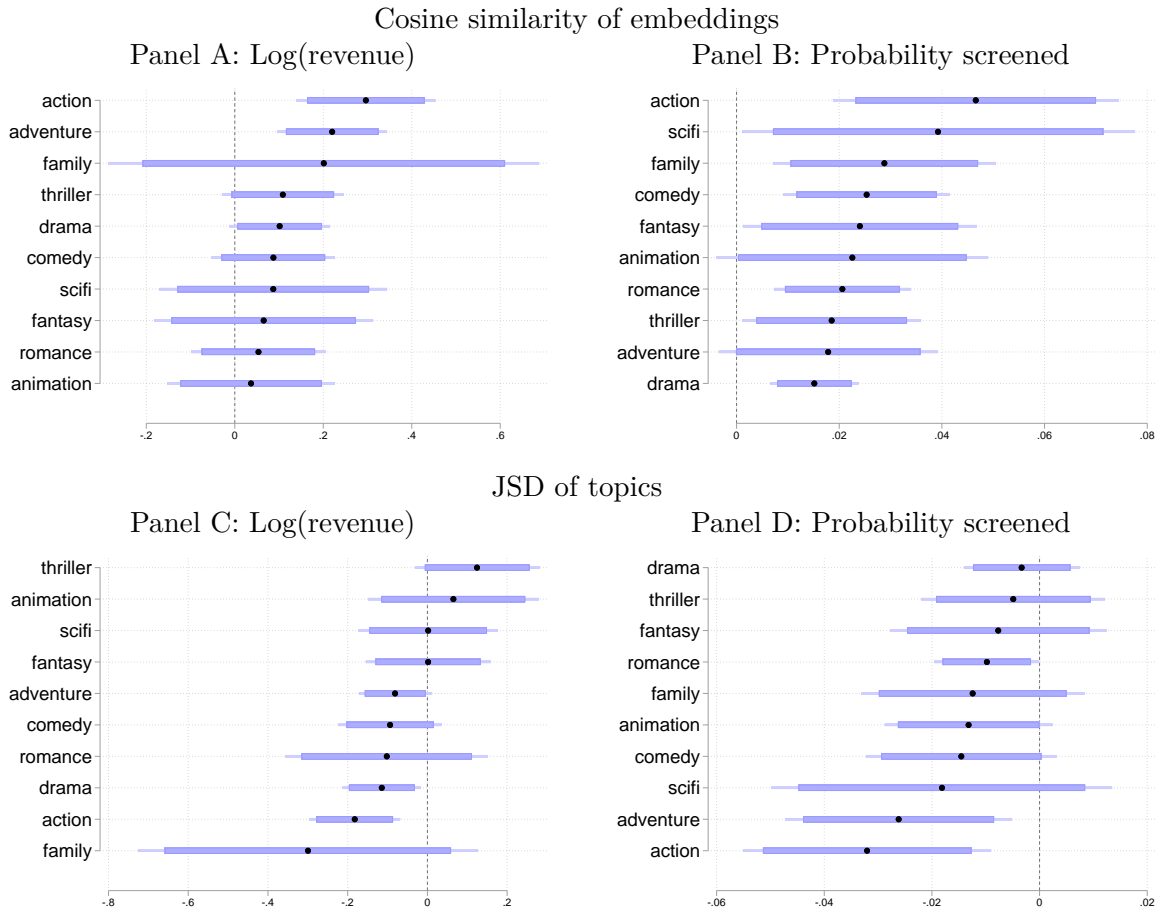 Cosine similarity of embeddings
Panel A: Log(revenue)
action
adventure
family
thriller
drama
comedy
scifi
fantasy
romance
animation
-.2 0 .2 .4 .6
Panel B: Probability screened
action
scifi
family
comedy
fantasy
animation
romance
thriller
adventure
drama
0 .02 .04 .06 .08
JSD of topics
Panel C: Log(revenue)
thriller
animation
scifi
fantasy
adventure
comedy
romance
drama
action
family
-.8 -.6 -.4 -.2 0 .2
Panel D: Probability screened
drama
thriller
fantasy
romance
family
animation
comedy
scifi
adventure
action
-.06 -.04 -.02 0 .02